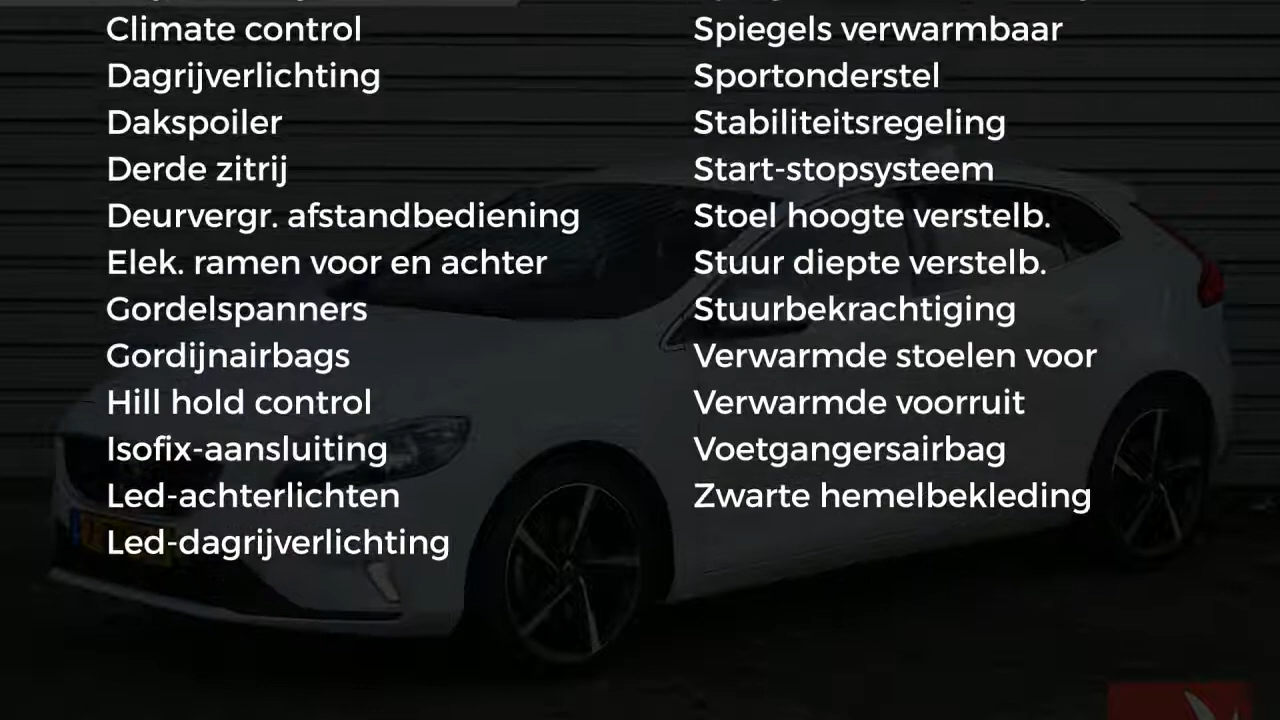 Climate control
Dagrijverlichting
Dakspoiler
Derde zitrij
Deurvergr. afstandbediening
Elek. ramen voor en achter
Gordelspanners
Gordijnairbags
Hill hold control
Isofix-aansluiting
Led-achterlichten
Led-dagrijverlichting
Spiegels verwarmbaar
Sportonderstel
Stabiliteitsregeling
Start-stopsysteem
Stoel hoogte verstelb.
Stuur diepte verstelb.
Stuurbekrachtiging
Verwarmde stoelen voor
Verwarmde voorruit
Voetgangersairbag
Zwarte hemelbekleding